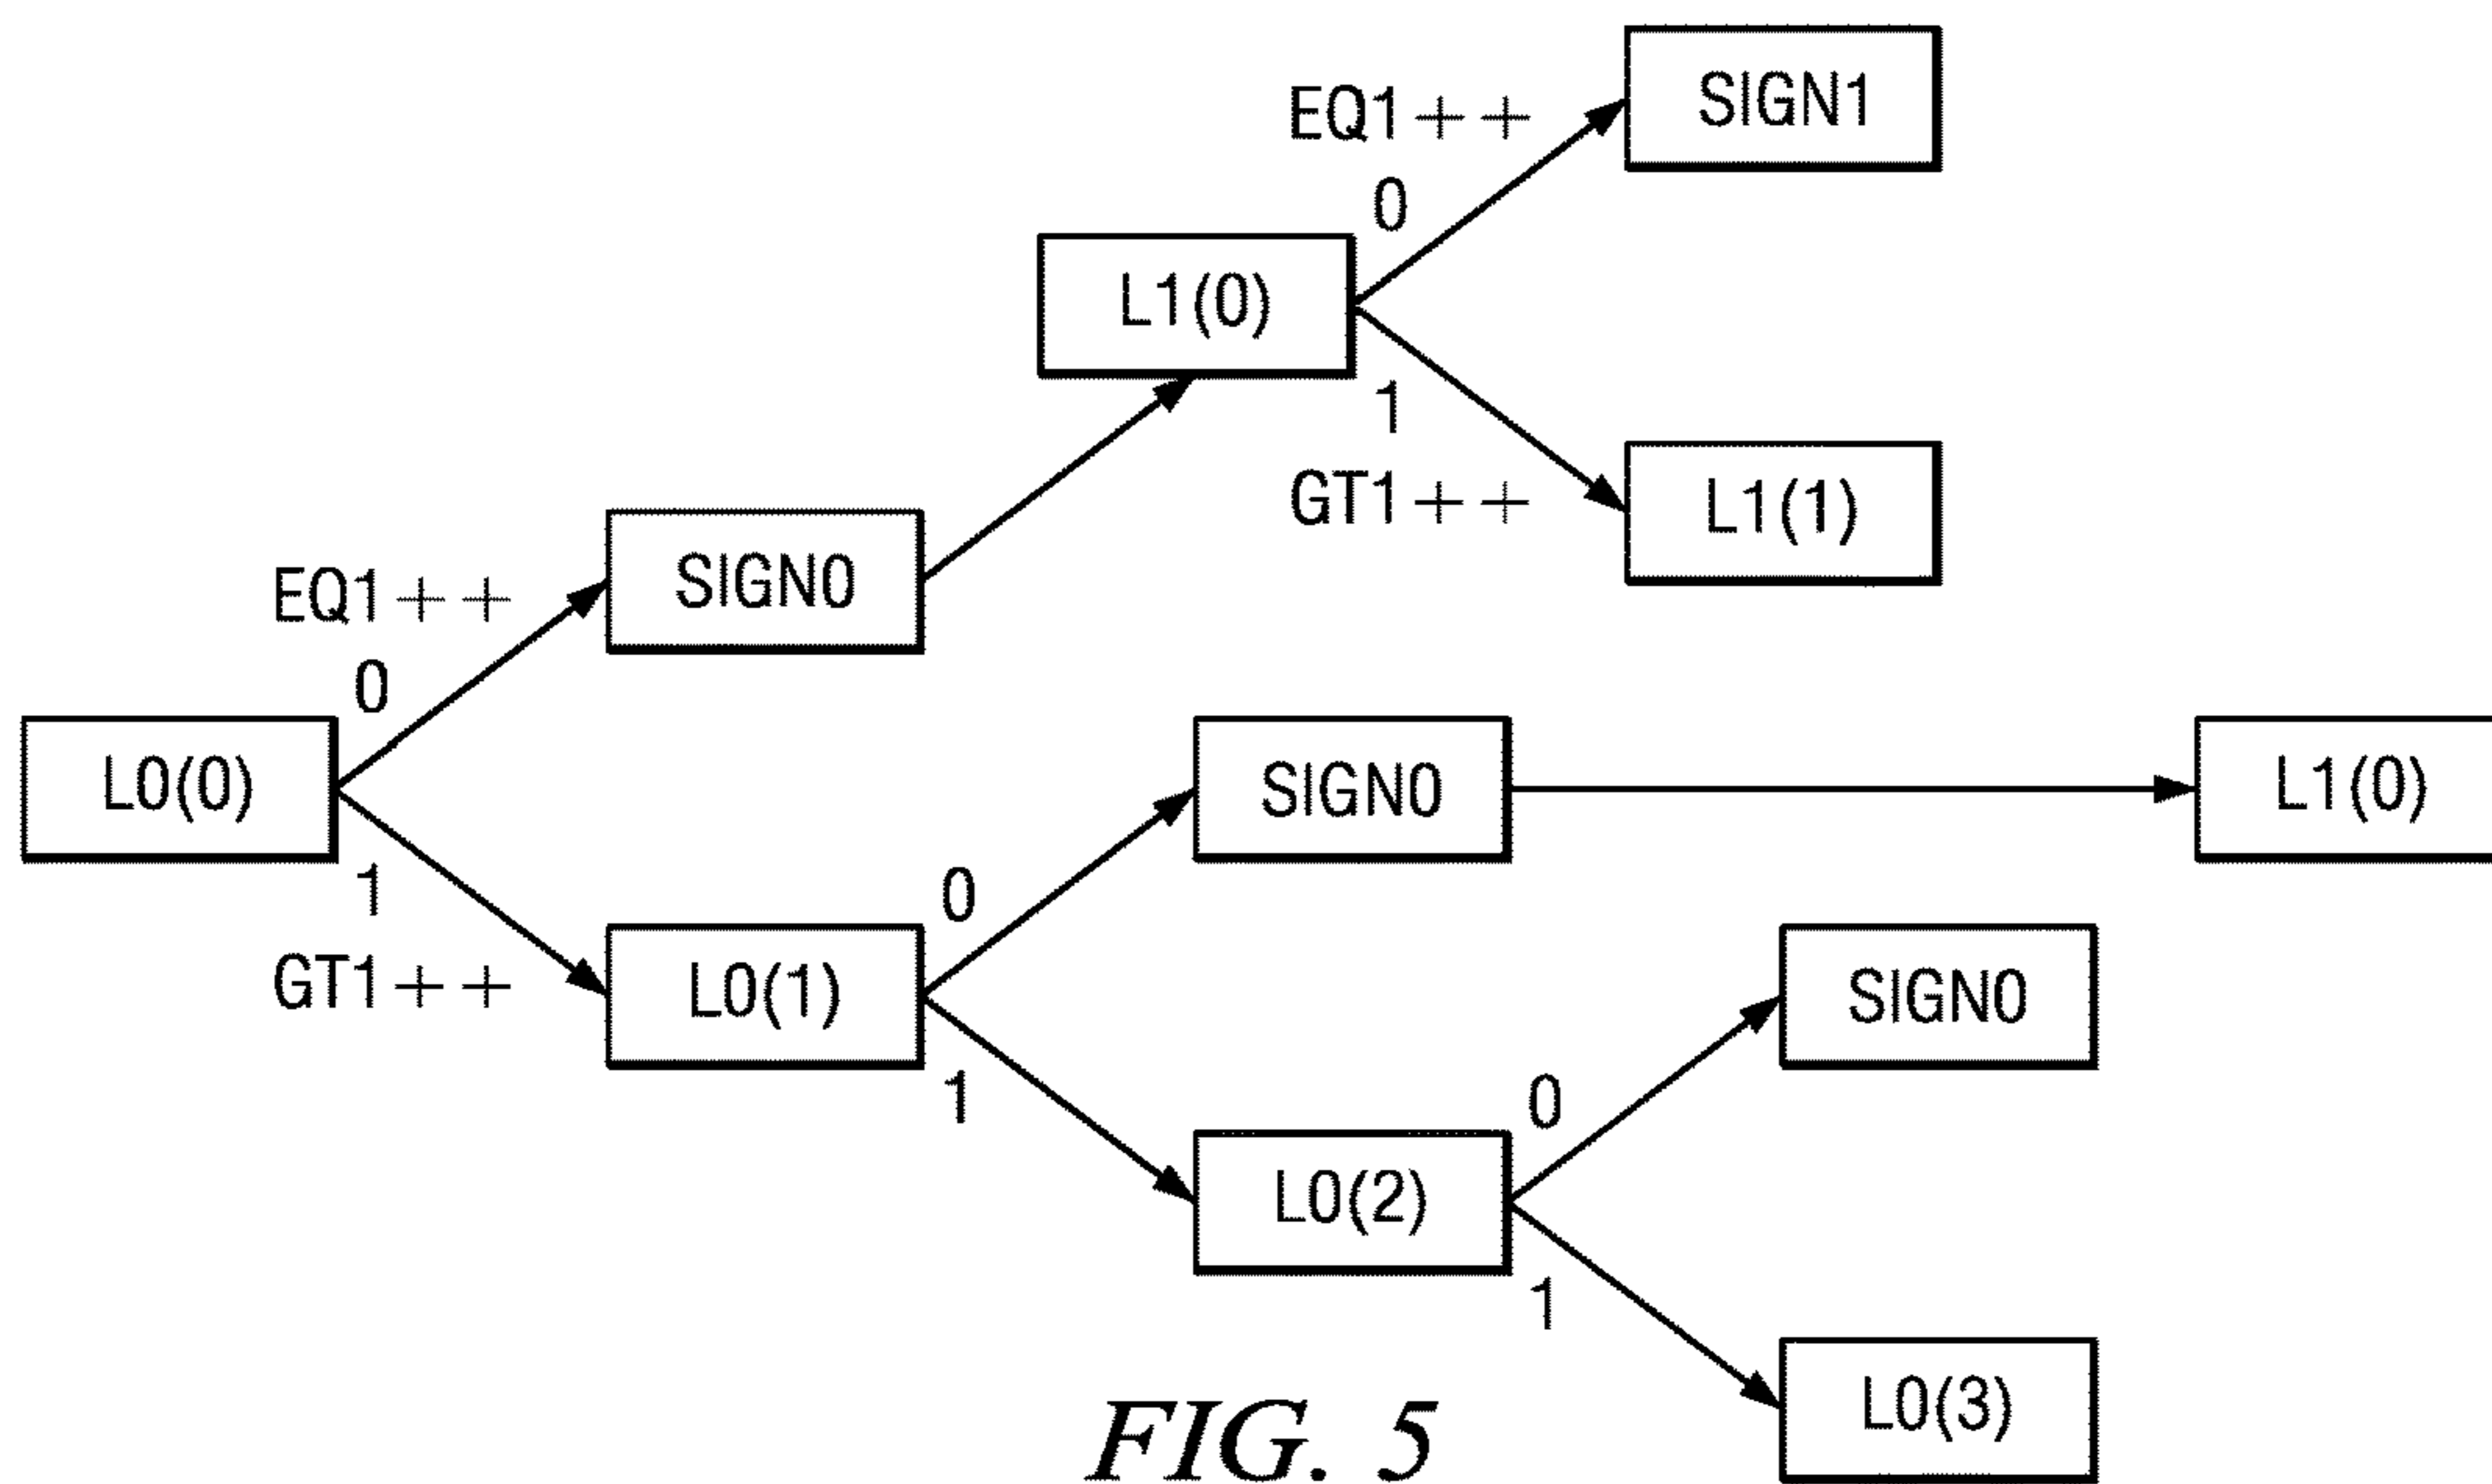 SIGN1
EQ1++
0
L1(0)
1
GT1++
L1(1)
EQ1++
SIGN0
0
L0(0)
SIGN0
L1(0)
1
GT1++
L0(1)
0
SIGN0
1
L0(2)
0
1
L0(3)
FIG. 5